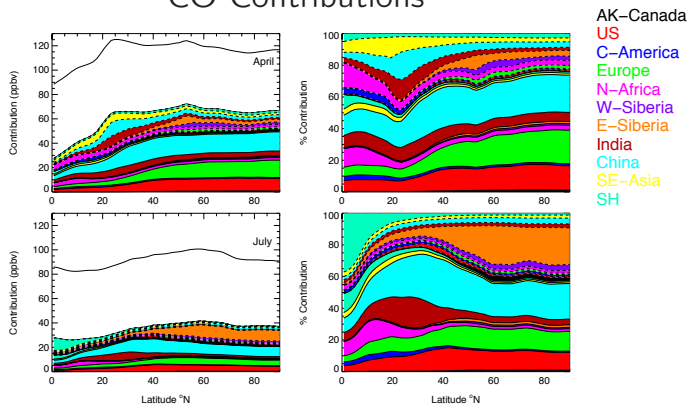 CO Contributions
AK−Canada
US
C−America
Europe
N−Africa
W−Siberia
E−Siberia
India
China
SE−Asia
SH
Contribution (ppbv)
120
100
80
60
40
20
0
April
0 20 40 60 80
% Contribution
100
80
60
40
20
0
0 20 40 60 80
Contribution (ppbv)
120
100
80
60
40
20
0
July
0 20 40 60 80
Latitude °N
% Contribution
100
80
60
40
20
0
0 20 40 60 80
Latitude °N